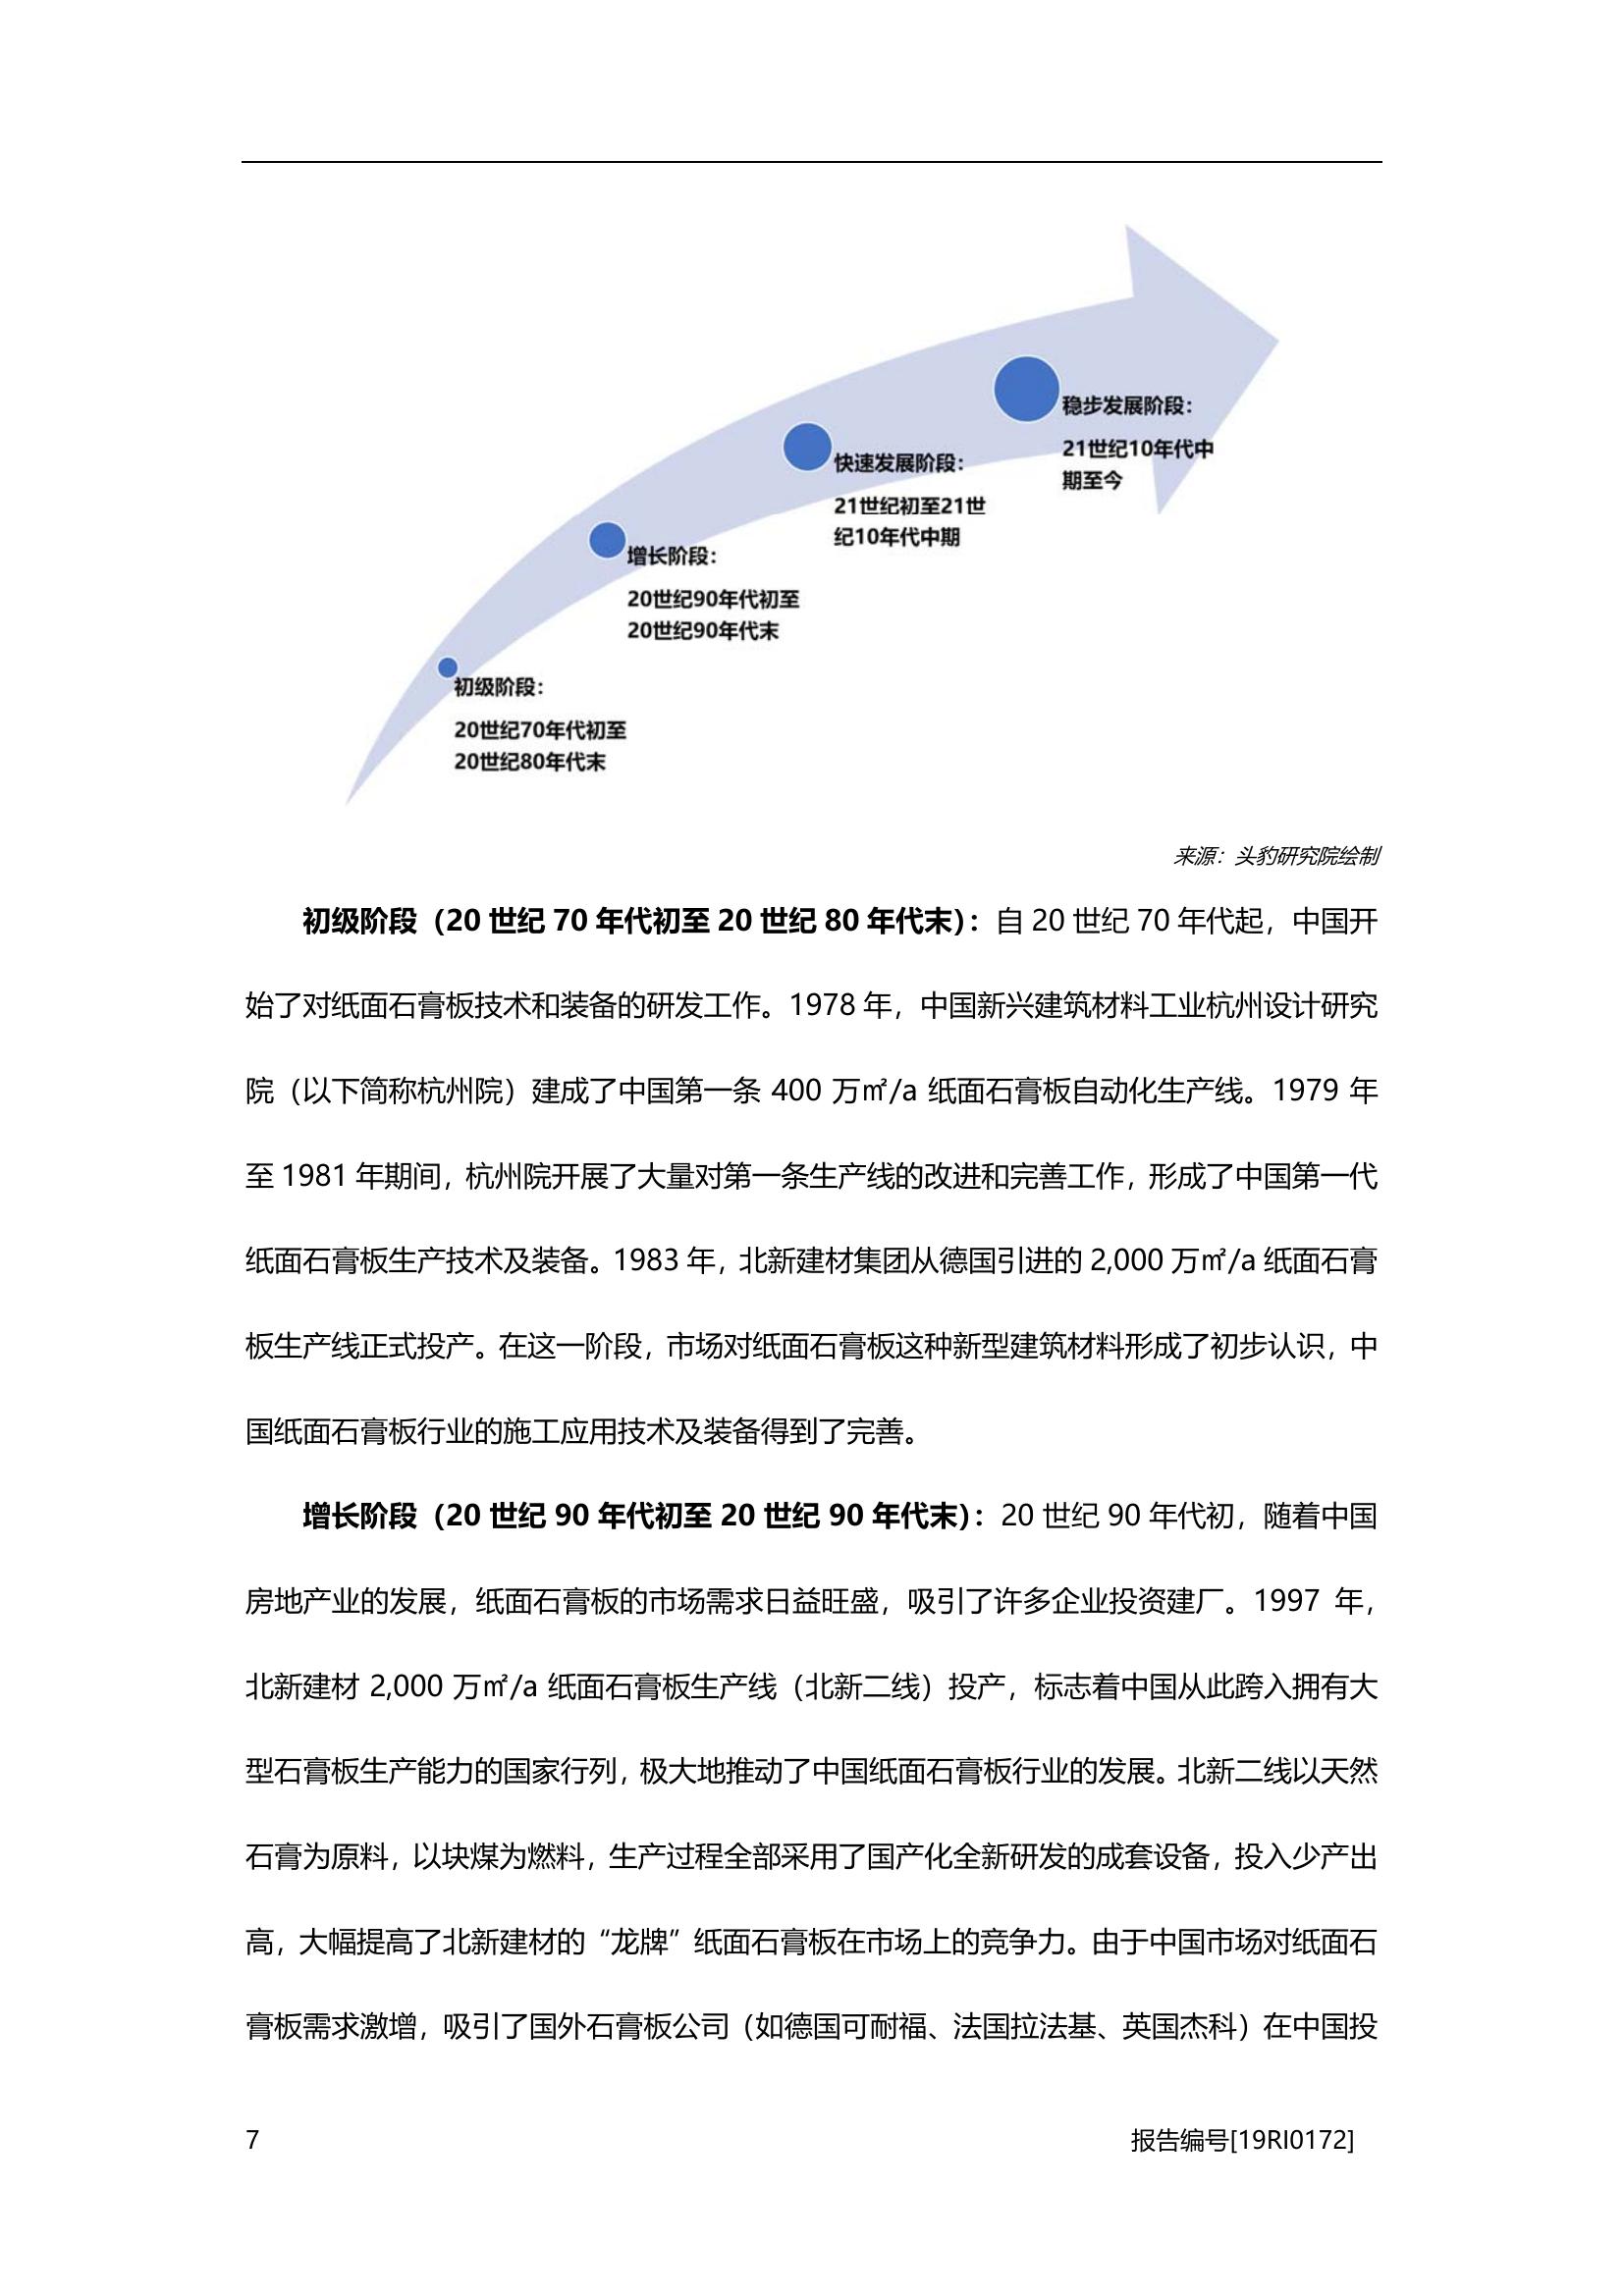 稳步发展阶段：
21世纪10年代中
期至今
快速发展阶段：
21世纪初至21世
纪10年代中期
增长阶段：
20世纪90年代初至
20世纪90年代末
初级阶段：
20世纪70年代初至
20世纪80年代末
来源：头豹研究院绘制
初级阶段（20 世纪 70 年代初至 20 世纪 80 年代末）：自 20 世纪 70 年代起，中国开
始了对纸面石膏板技术和装备的研发工作。1978 年，中国新兴建筑材料工业杭州设计研究
院（以下简称杭州院）建成了中国第一条 400 万㎡/a 纸面石膏板自动化生产线。1979 年
至 1981 年期间，杭州院开展了大量对第一条生产线的改进和完善工作，形成了中国第一代
纸面石膏板生产技术及装备。1983 年，北新建材集团从德国引进的 2,000 万㎡/a 纸面石膏
板生产线正式投产。在这一阶段，市场对纸面石膏板这种新型建筑材料形成了初步认识，中
国纸面石膏板行业的施工应用技术及装备得到了完善。
增长阶段（20 世纪 90 年代初至 20 世纪 90 年代末）：20 世纪 90 年代初，随着中国
房地产业的发展，纸面石膏板的市场需求日益旺盛，吸引了许多企业投资建厂。1997 年，
北新建材 2,000 万㎡/a 纸面石膏板生产线（北新二线）投产，标志着中国从此跨入拥有大
型石膏板生产能力的国家行列，极大地推动了中国纸面石膏板行业的发展。北新二线以天然
石膏为原料，以块煤为燃料，生产过程全部采用了国产化全新研发的成套设备，投入少产出
高，大幅提高了北新建材的“龙牌”纸面石膏板在市场上的竞争力。由于中国市场对纸面石
膏板需求激增，吸引了国外石膏板公司（如德国可耐福、法国拉法基、英国杰科）在中国投
7
报告编号[19RI0172]